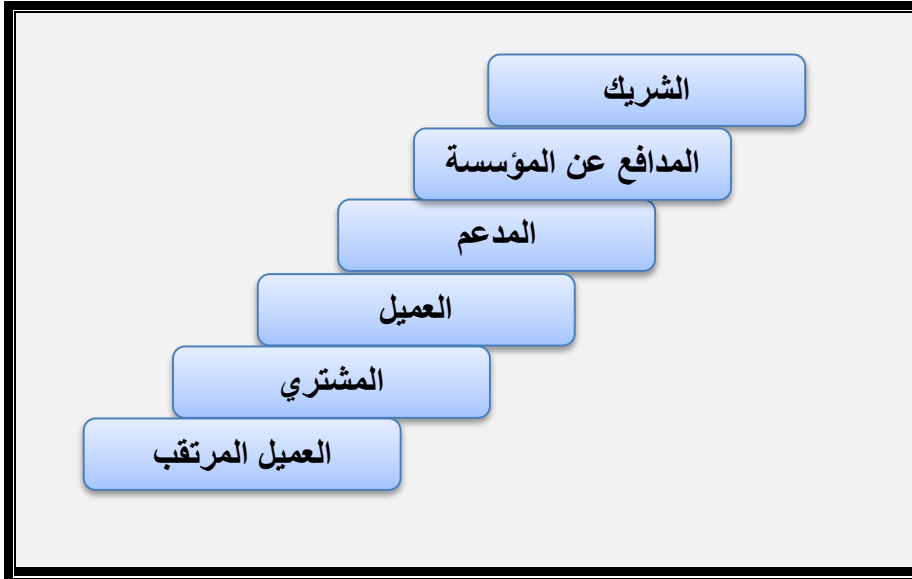 الشريك
المدافع عن المؤسسة
المدعم
العميل
المشتري
العميل المرتقب